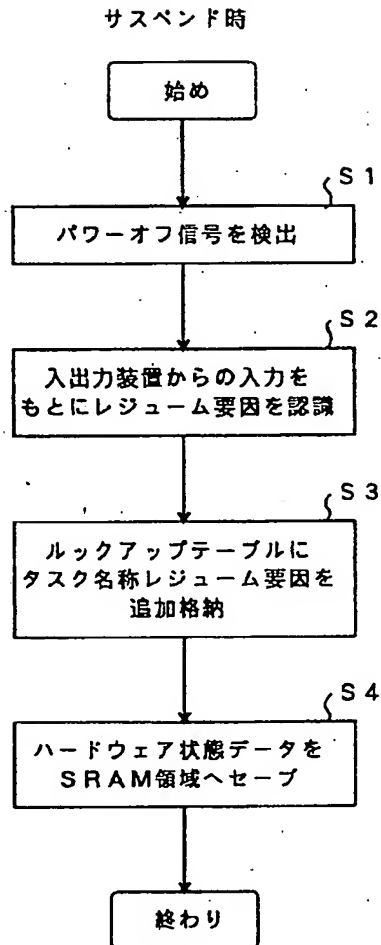 サスペンド時
始め
S1
パワーオフ信号を検出
S2
入出力装置からの入力を
もとにレジューム要因を認識
S3
ルックアップテーブルに
タスク名称レジューム要因を
追加格納
S4
ハードウェア状態データを
SRAM領域へセーブ
終わり